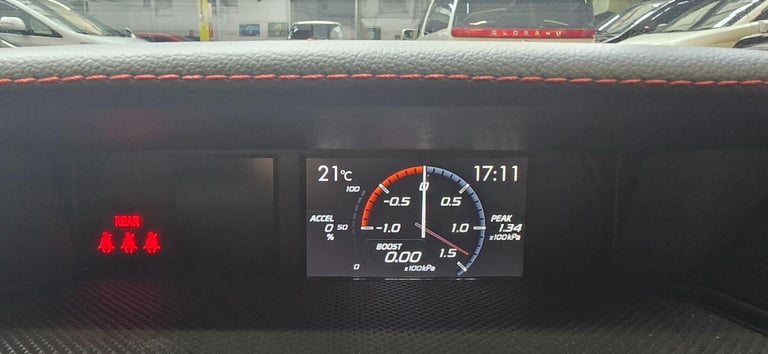 ELGRAND
21°C
17:11
100
0
-0.5
0.5
ACCEL
0 50
%
-1.0
1.0
PEAK
1.34
x100kPa
BOOST
0.00
1.5
0
x100kPa
REAR